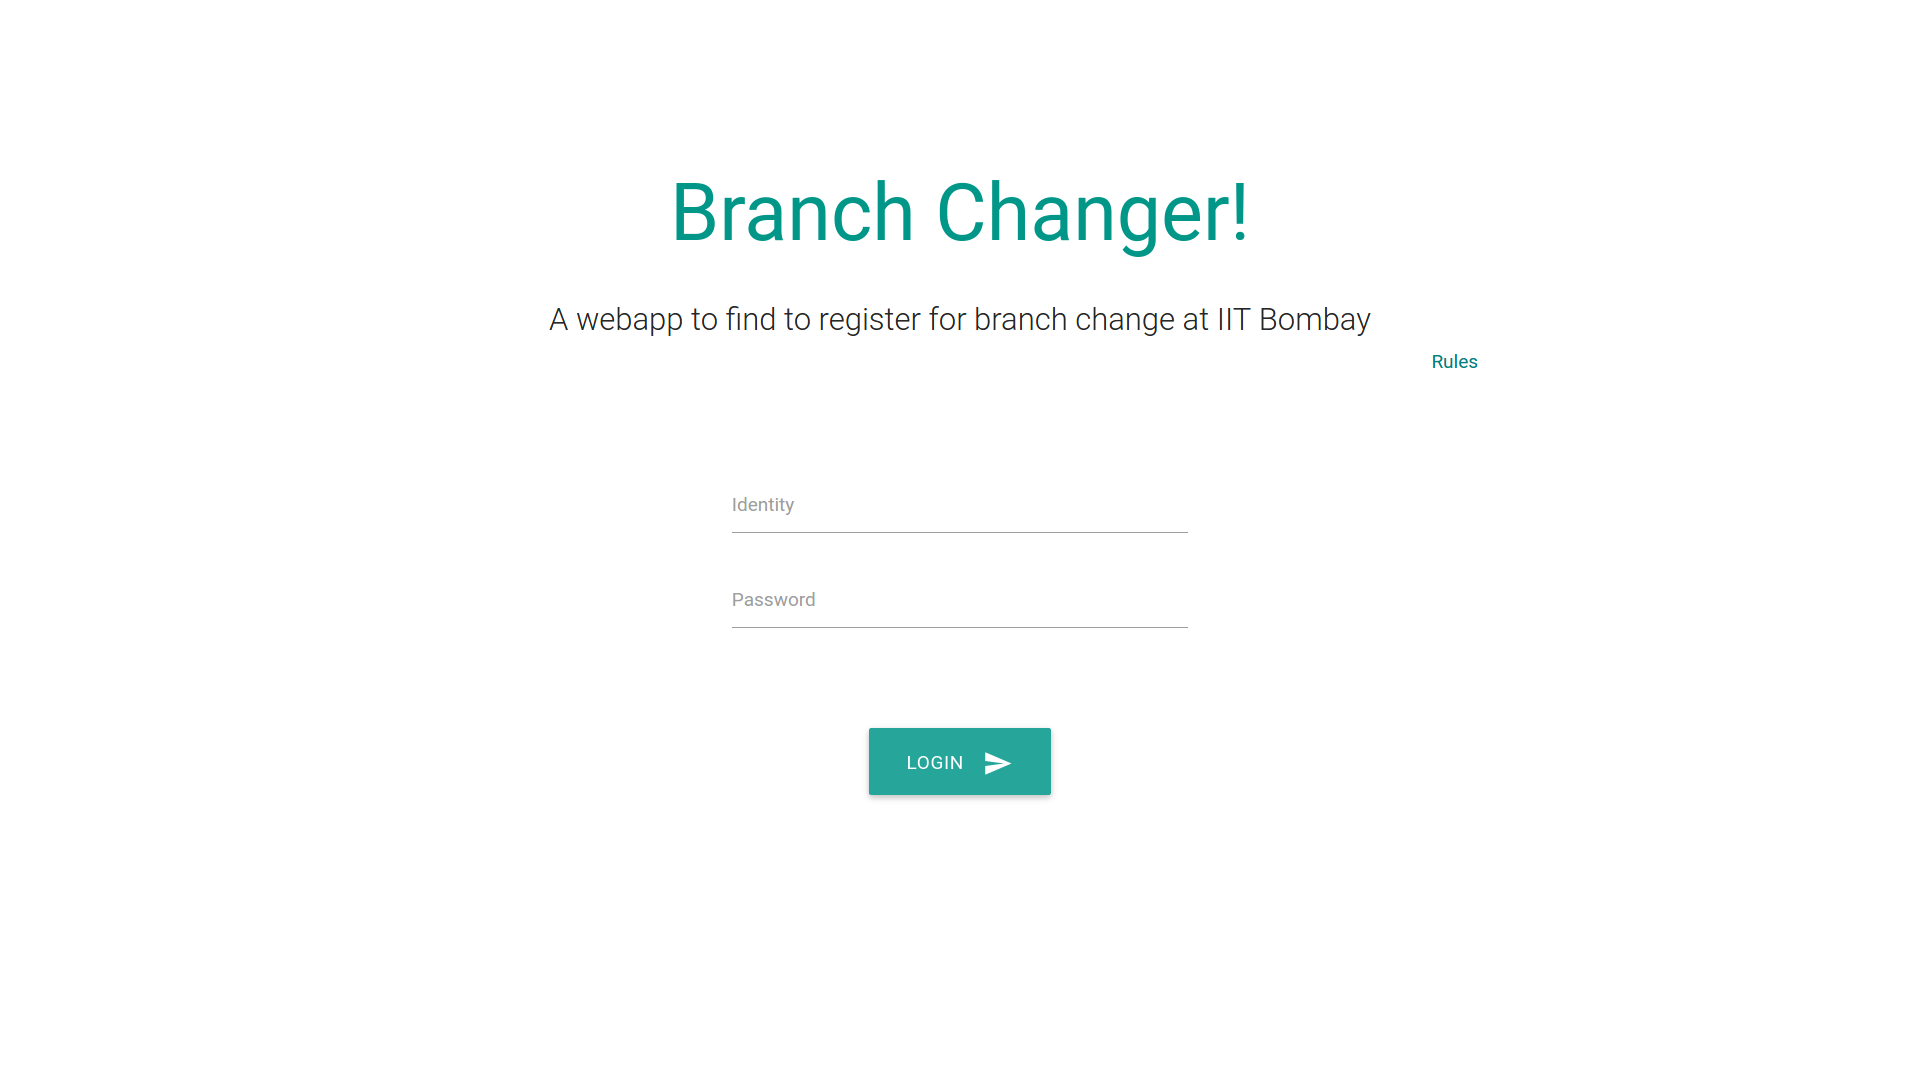 Branch Changer!
A webapp to find to register for branch change at IIT Bombay
Rules
Identity
Password
LOGIN